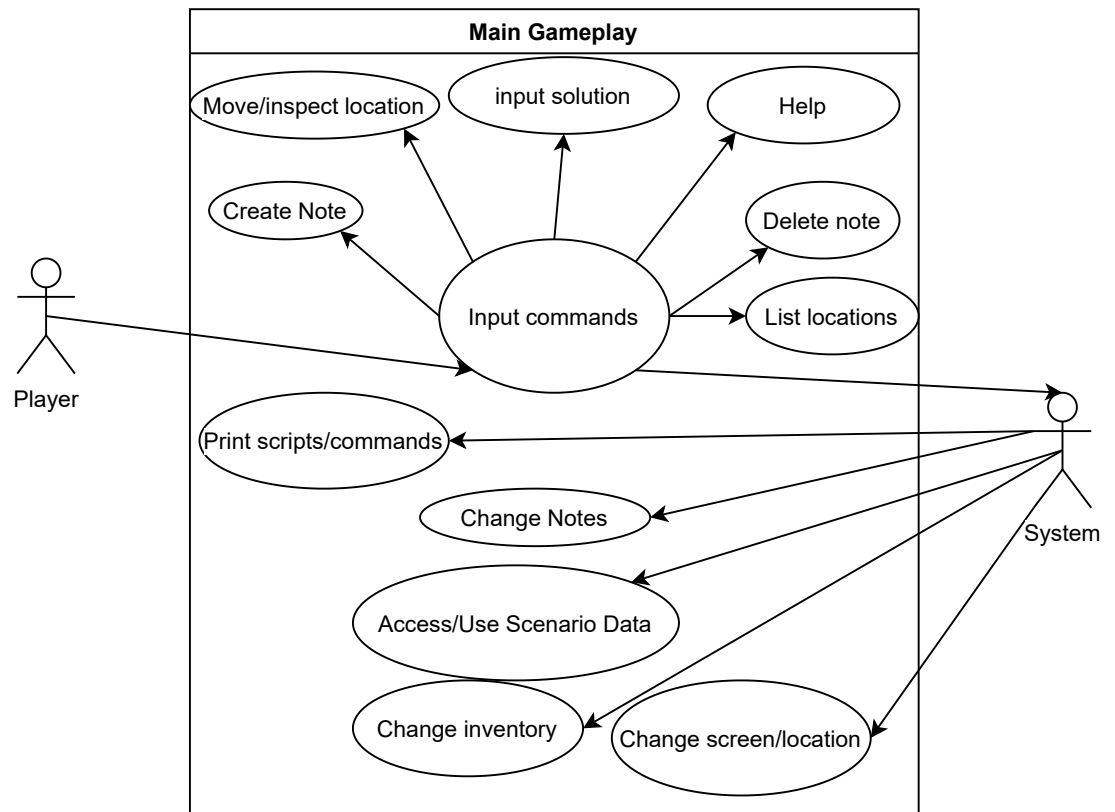 Main Gameplay
Move/inspect location
input solution
Help
Create Note
Delete note
Input commands
List locations
Player
Print scripts/commands
Change Notes
System
Access/Use Scenario Data
Change inventory
Change screen/location